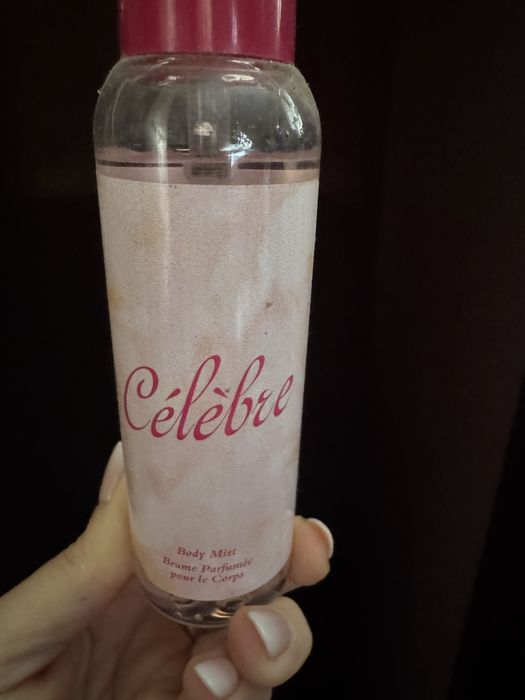 Célèbre
Body Mist
Brume Parfumée
pour le Corps